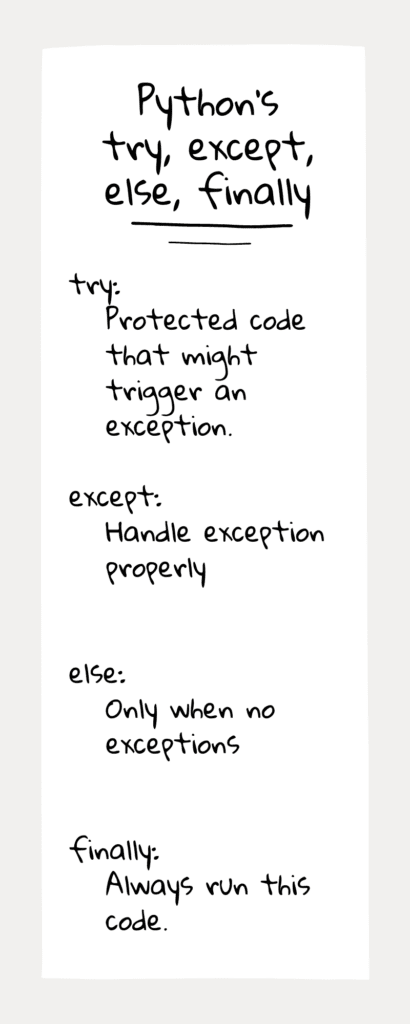 Python's
try, except,
else, finally
try:
Protected code
that might
trigger an
exception.
except:
Handle exception
properly
else:
Only when no
exceptions
finally:
Always run this
code.